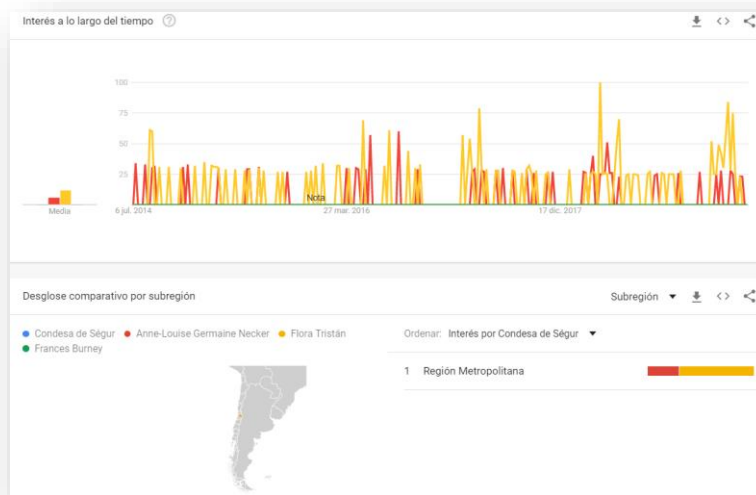 Interés a lo largo del tiempo ?
100
75
50
25
Nota
Media
6 jul. 2014
27 mar. 2016
17 dic. 2017
Desglose comparativo por subregión
Subregión
Condesa de Ségur Anne-Louise Germaine Necker Flora Tristán
Frances Burney
Ordenar: Interés por Condesa de Ségur
1 Región Metropolitana